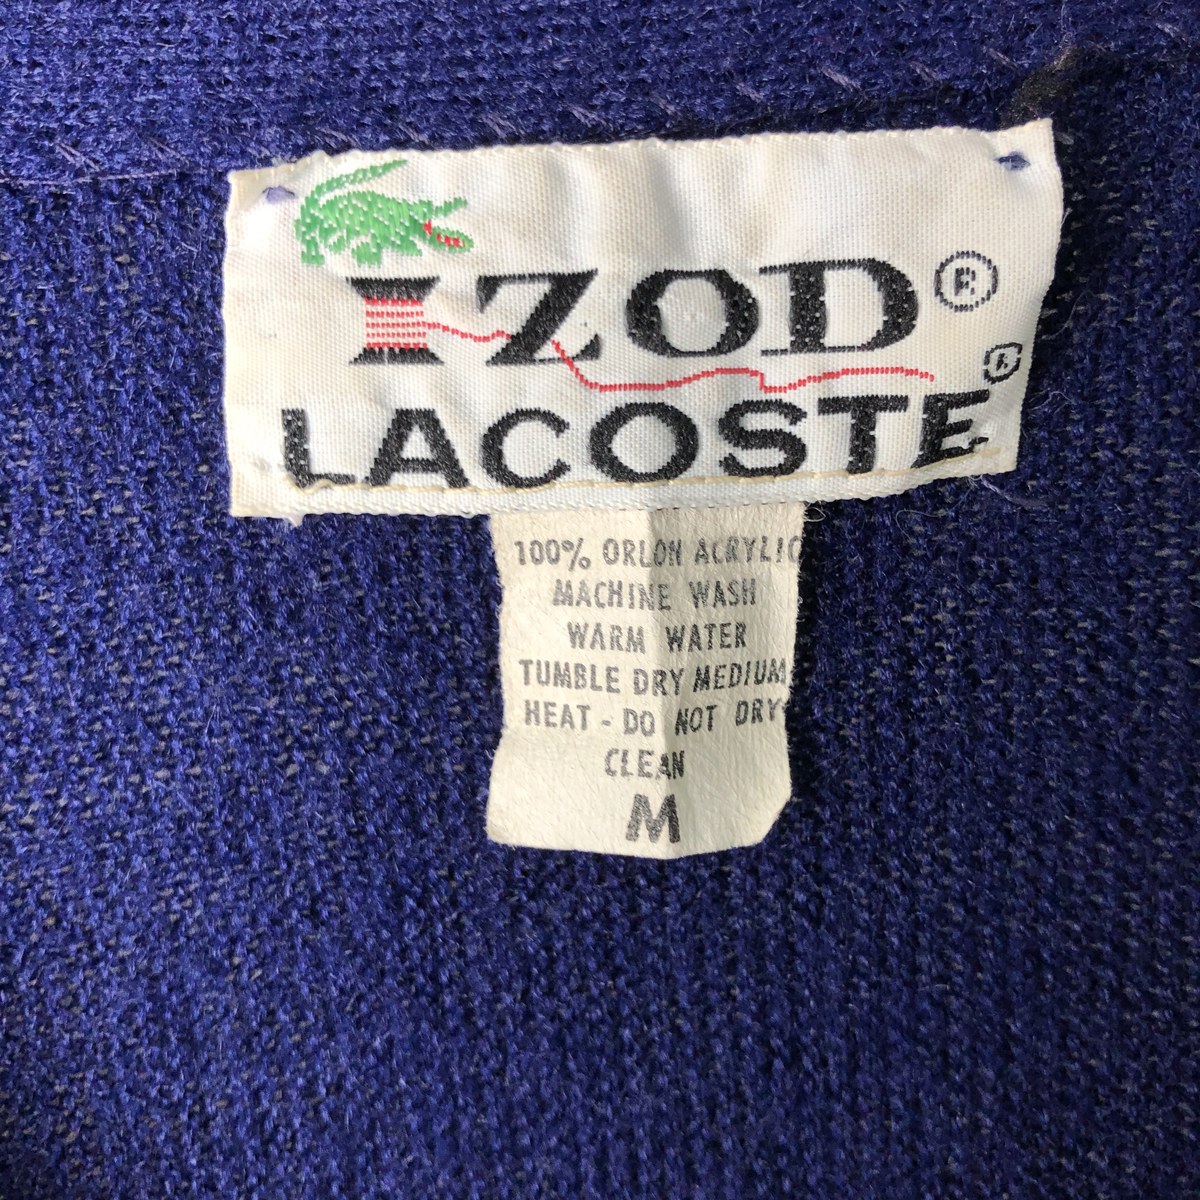 IZOD®
LACOSTE®
100% ORLON ACRYLIC
MACHINE WASH
WARM WATER
TUMBLE DRY MEDIUM
HEAT - DO NOT DRY
CLEAN
M